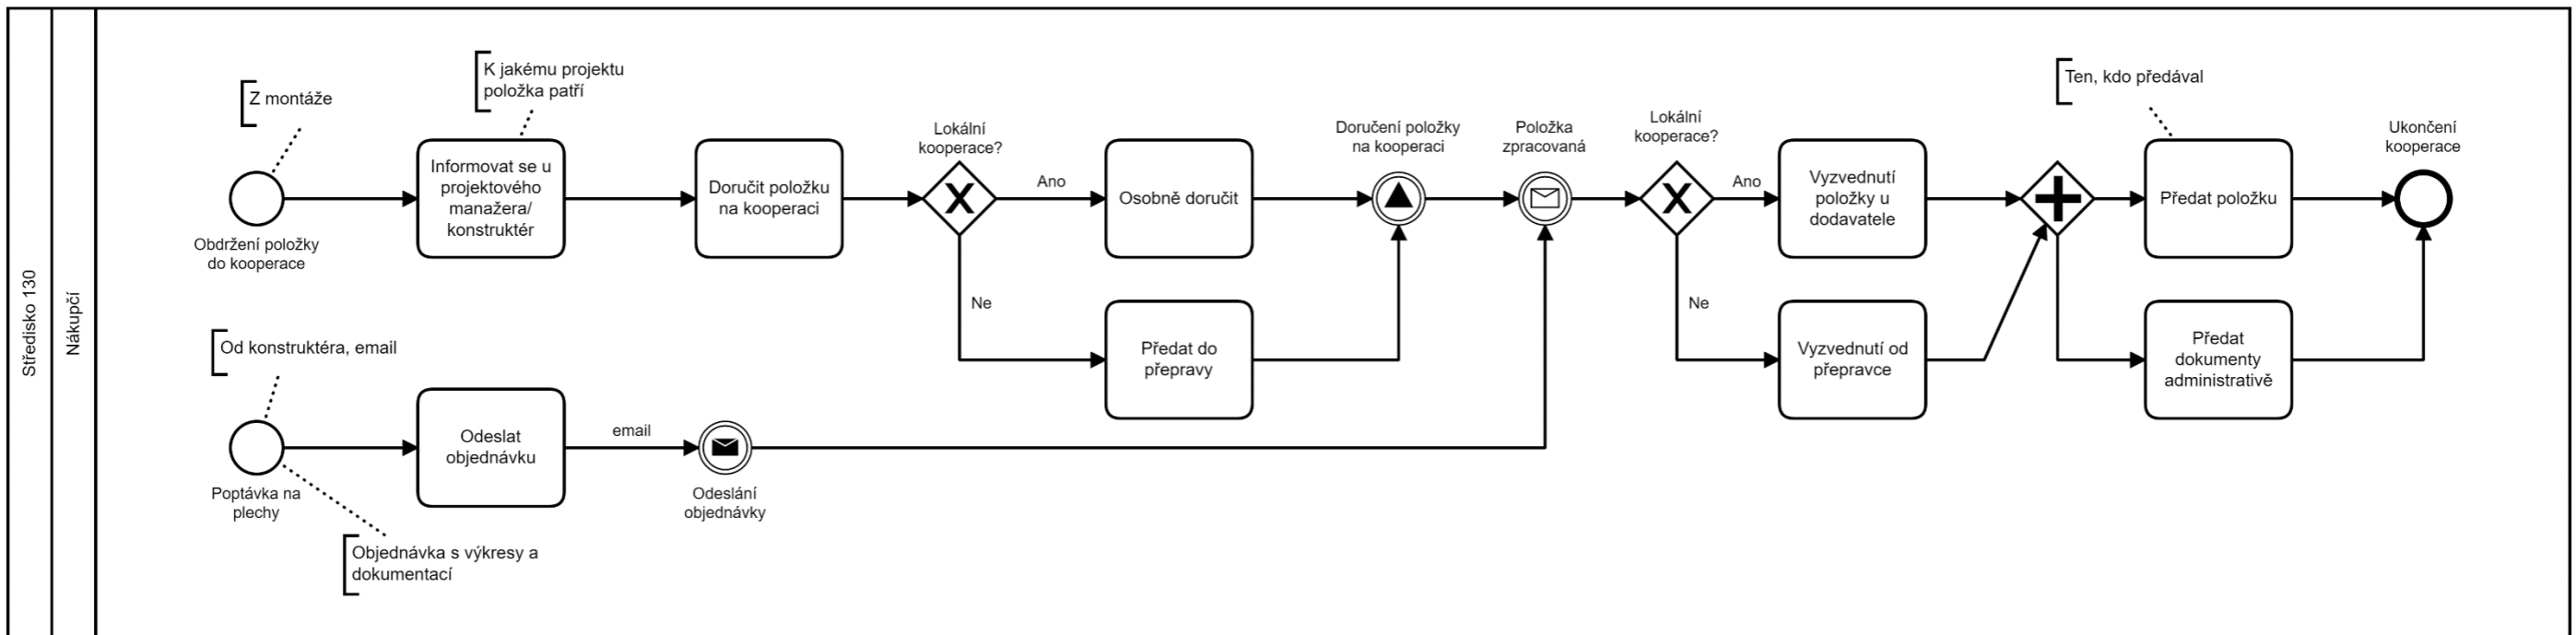 Středisko 130
Nákupčí
Z montáže
Obdržení položky
do kooperace
K jakému projektu
položka patří
Informovat se u
projektového
manažera/
konstruktér
Doručit položku
na kooperaci
Lokální
kooperace?
Ano
Ne
Osobně doručit
Předat do
přepravy
Doručení položky
na kooperaci
Položka
zpracovaná
Lokální
kooperace?
Ano
Ne
Vyzvednutí
položky u
dodavatele
Vyzvednutí od
přepravce
Ten, kdo předával
Předat položku
Předat
dokumenty
administrativě
Ukončení
kooperace
Od konstruktéra, email
Poptávka na
plechy
Objednávka s výkresy a
dokumentací
Odeslat
objednávku
email
Odeslání
objednávky